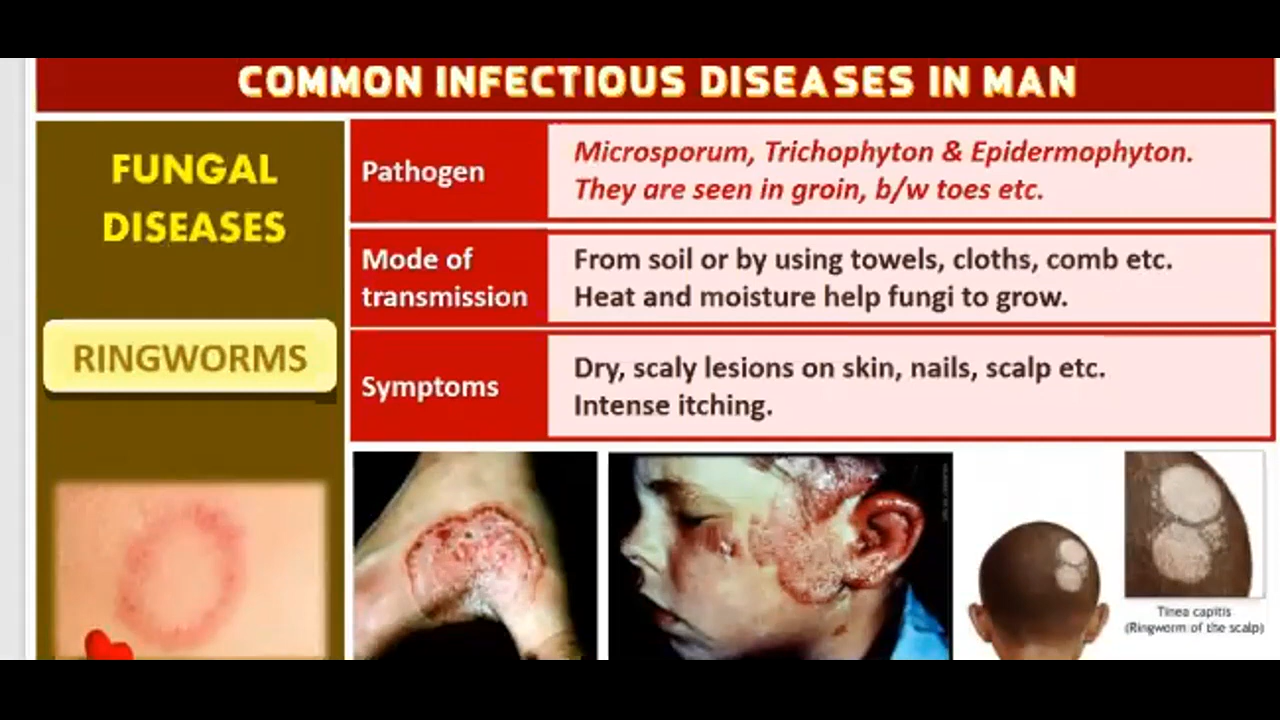 COMMON INFECTIOUS DISEASES IN MAN
FUNGAL
DISEASES
RINGWORMS
Pathogen
Microsporum, Trichophyton & Epidermophyton.
They are seen in groin, b/w toes etc.
Mode of
transmission
From soil or by using towels, cloths, comb etc.
Heat and moisture help fungi to grow.
Symptoms
Dry, scaly lesions on skin, nails, scalp etc.
Intense itching.
Tinea capitis
(Ringworm of the scalp)